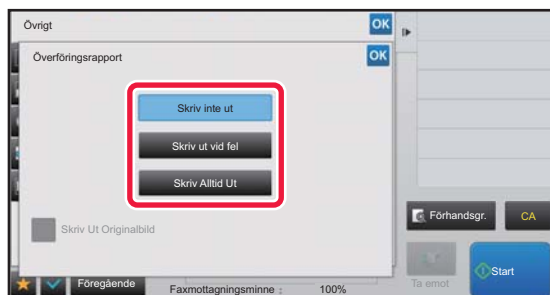 Övrigt
OK
Överföringsrapport
OK
Skriv inte ut
Skriv ut vid fel
Skriv Alltid Ut
Skriv Ut Originalbild
Förhandsgr.
CA
Föregående
Faxmottagningsminne : 100%
Ta emot
Start